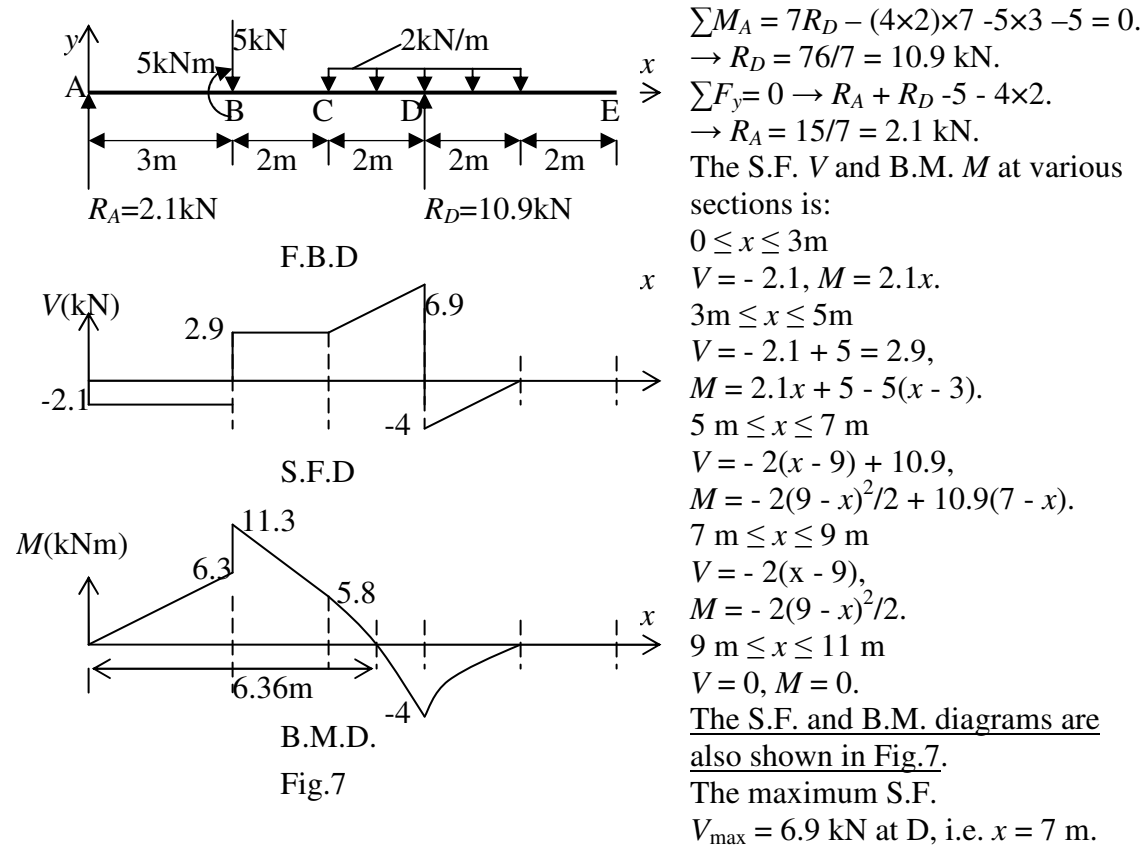 y
5kN
2kN/m
5kNm
x
A
B
C
D
E
3m
2m
2m
2m
2m
R_A=2.1kN
R_D=10.9kN
F.B.D
x
V(kN)
2.9
6.9
-2.1
-4
S.F.D
11.3
M(kNm)
6.3
5.8
x
6.36m
-4
B.M.D.
Fig.7
∑M_A = 7R_D – (4×2)×7 -5×3 –5 = 0.
→ R_D = 76/7 = 10.9 kN.
∑F_y= 0 → R_A + R_D -5 - 4×2.
→ R_A = 15/7 = 2.1 kN.
The S.F. V and B.M. M at various
sections is:
0 ≤ x ≤ 3m
V = - 2.1, M = 2.1x.
3m ≤ x ≤ 5m
V = - 2.1 + 5 = 2.9,
M = 2.1x + 5 - 5(x - 3).
5 m ≤ x ≤ 7 m
V = - 2(x - 9) + 10.9,
M = - 2(9 - x)²/2 + 10.9(7 - x).
7 m ≤ x ≤ 9 m
V = - 2(x - 9),
M = - 2(9 - x)²/2.
9 m ≤ x ≤ 11 m
V = 0, M = 0.
The S.F. and B.M. diagrams are
also shown in Fig.7.
The maximum S.F.
V_max = 6.9 kN at D, i.e. x = 7 m.